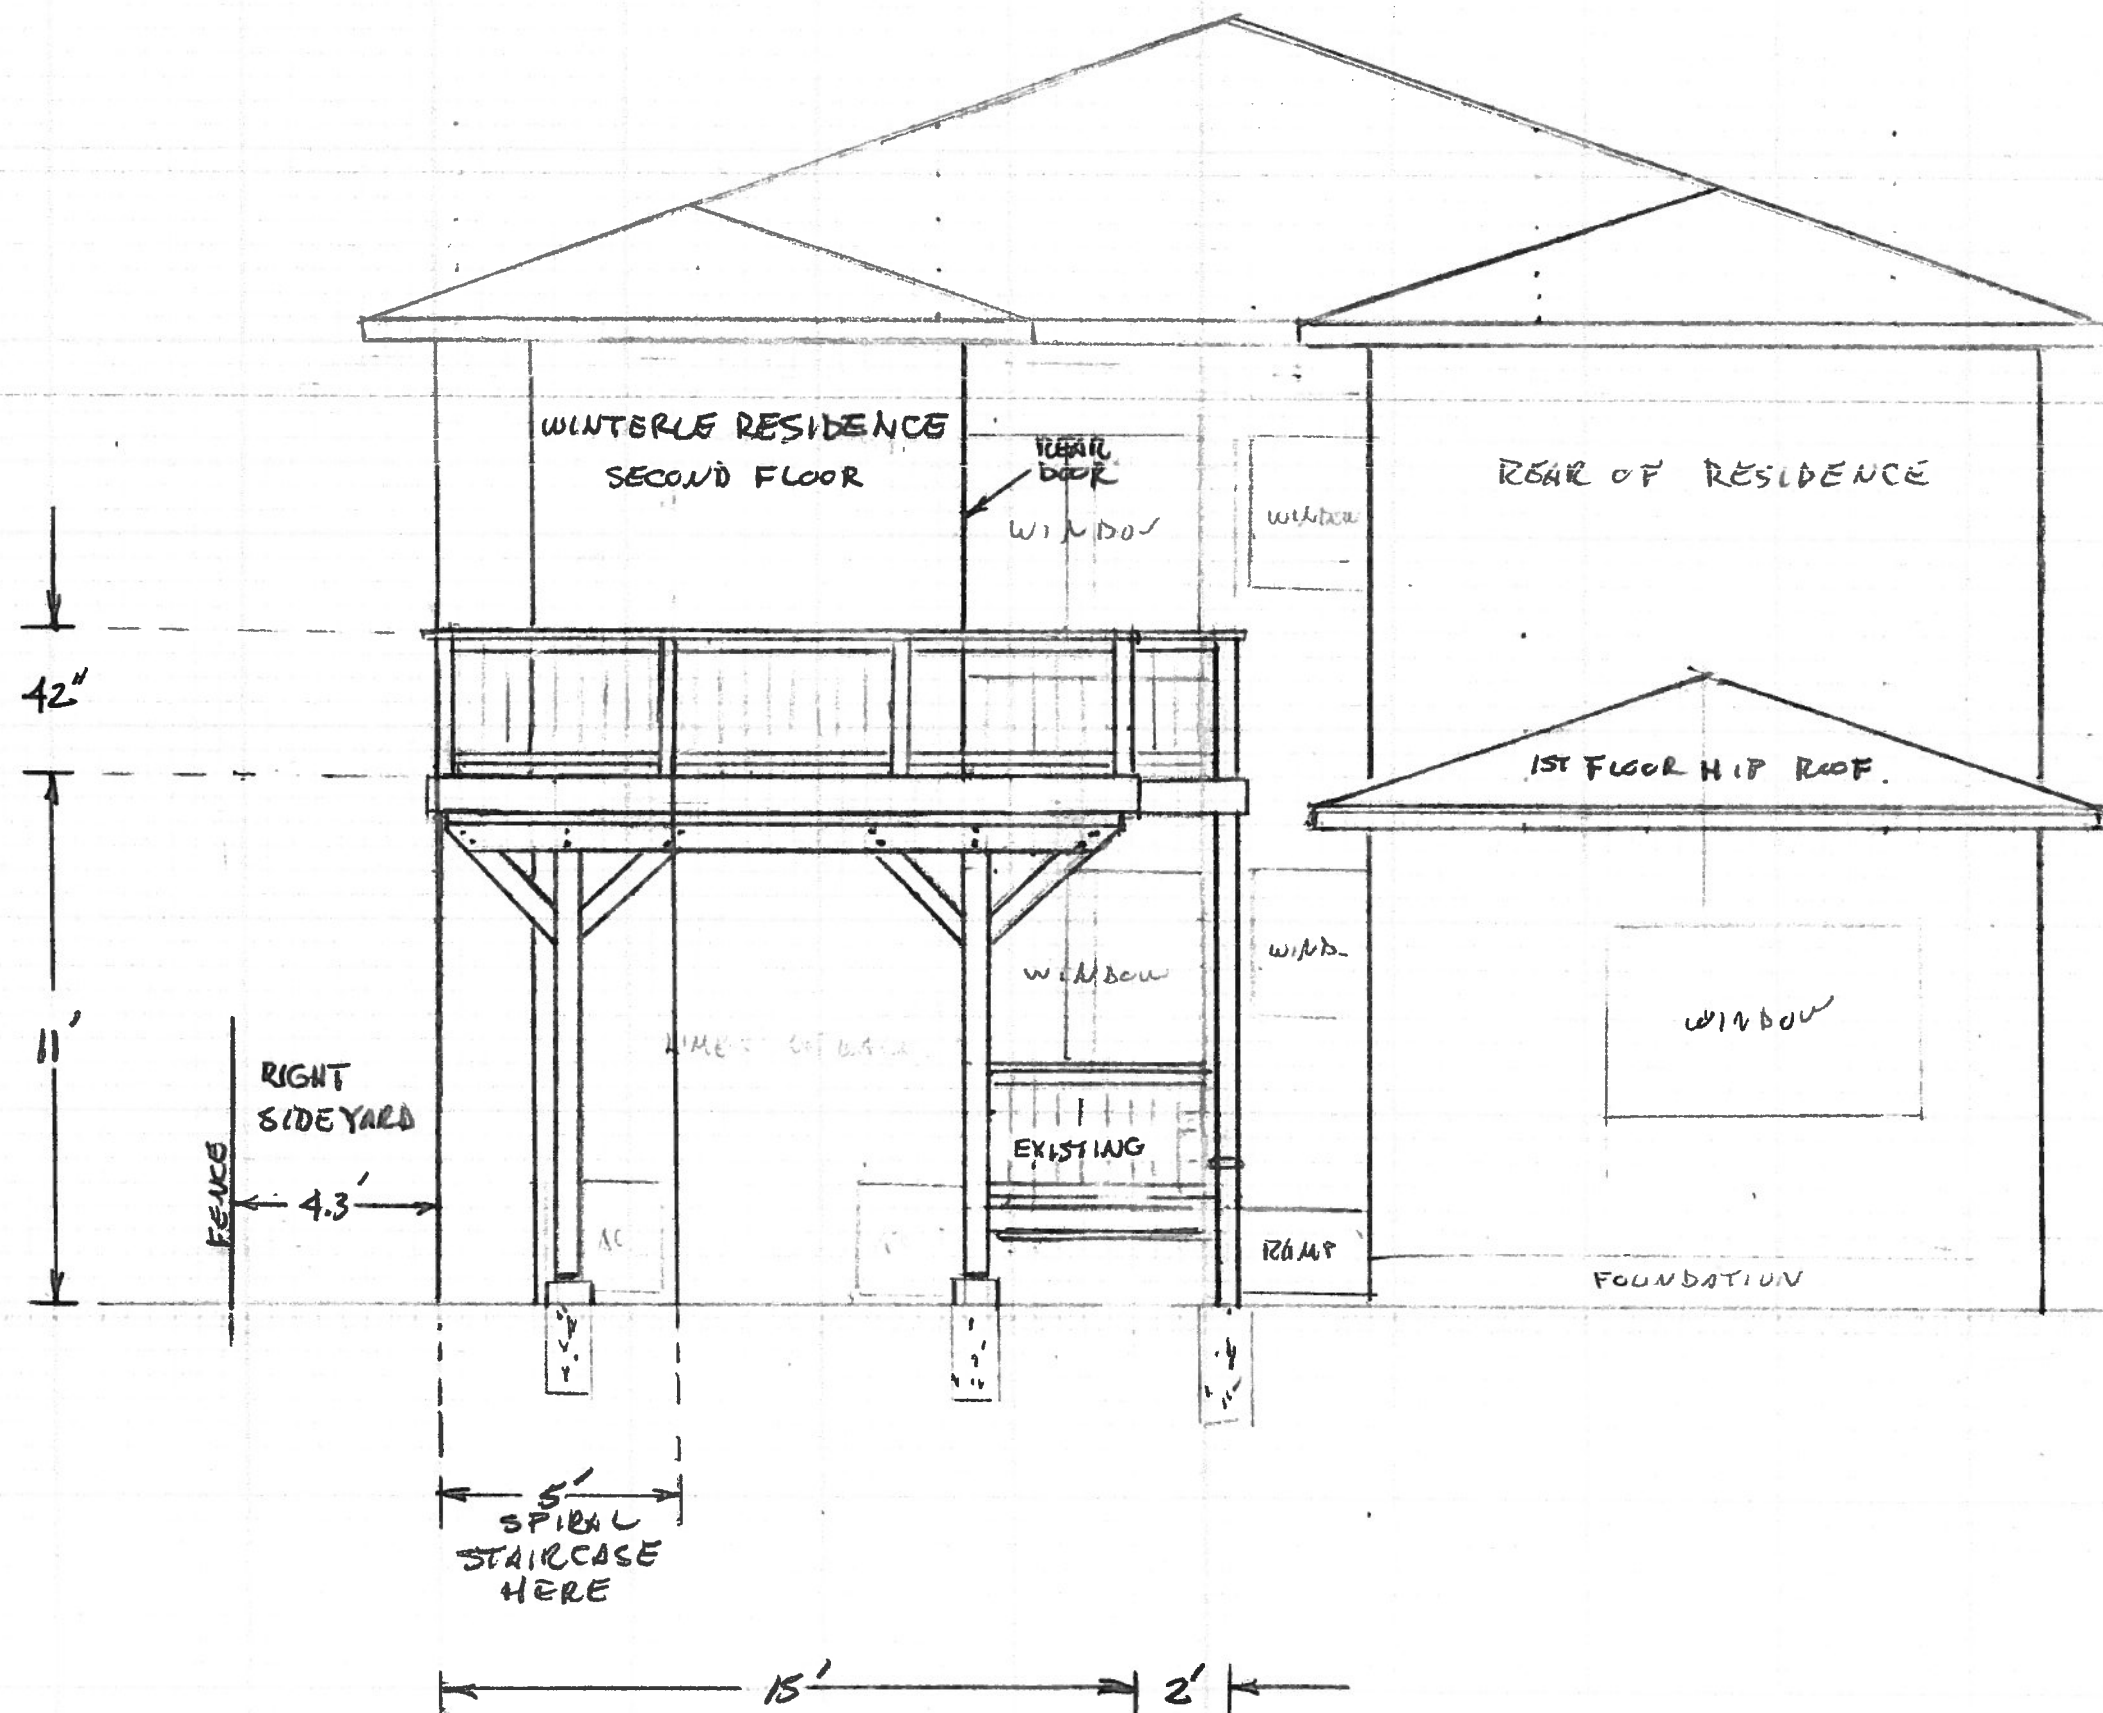 WINTERLE RESIDENCE
SECOND FLOOR
REAR
DOOR
WINDOW
WINDOW
REAR OF RESIDENCE
42"
1ST FLOOR HIP ROOF.
11'
RIGHT
SIDEYARD
FENCE
4.3'
WINDOW
WIND.
WINDOW
EXISTING
AC
RAMP
FOUNDATION
5'
SPIRAL
STAIRCASE
HERE
15'
2'